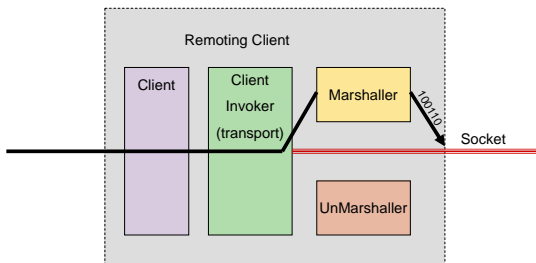 Remoting Client
Client
Client
Invoker
(transport)
Marshaller
100110
Socket
UnMarshaller